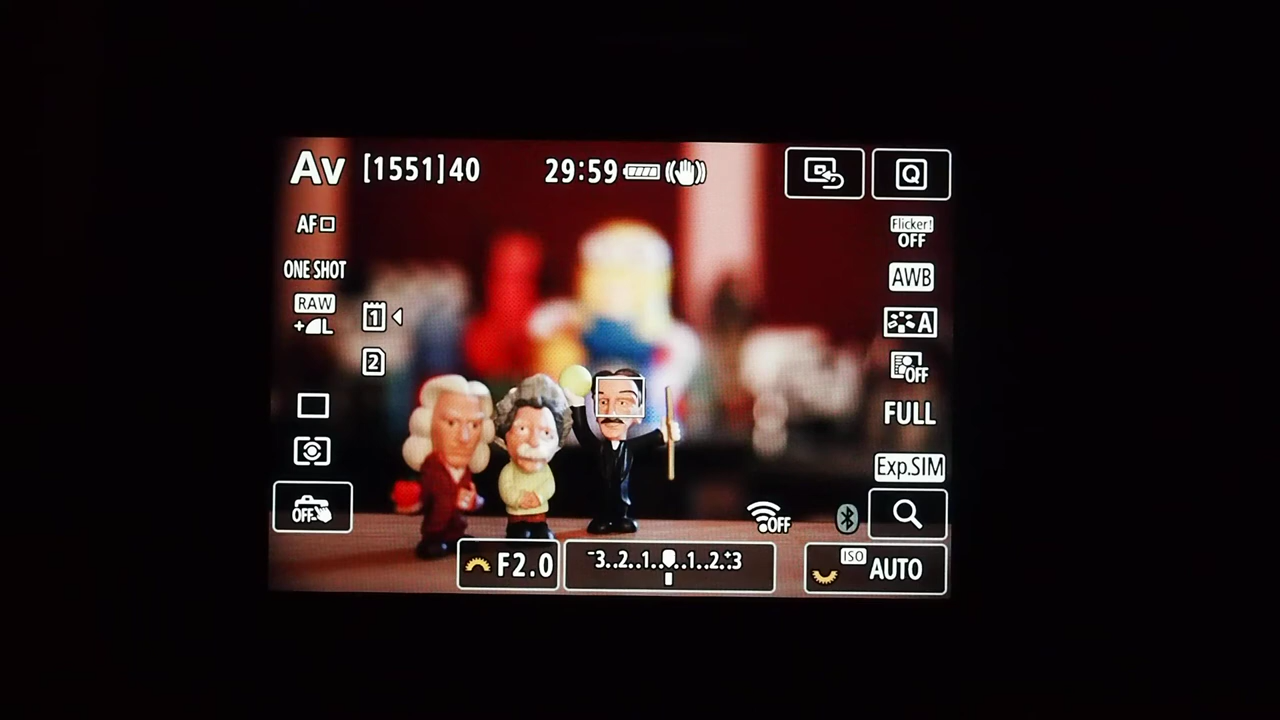 Av [1551]40 29:59 Q
AF
Flicker!
OFF
ONE SHOT
AWB
RAW
+L
1
A
2
OFF
FULL
Exp.SIM
OFF
OFF
F2.0
-3..2..1..0..1..2..+3
ISO AUTO